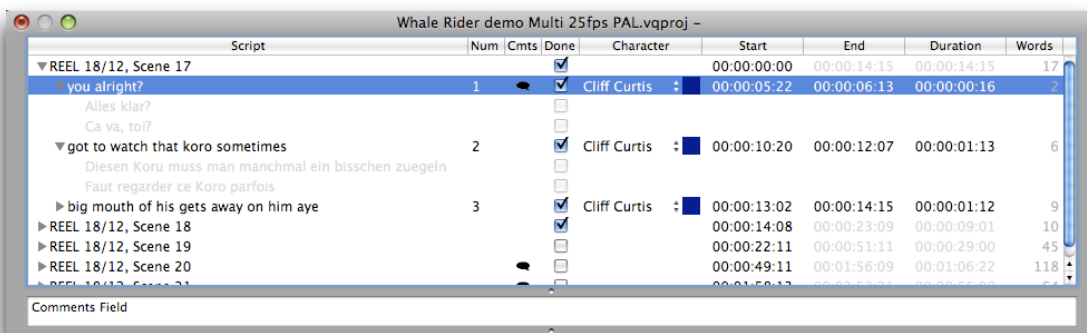 Whale Rider demo Multi 25fps PAL.vqproj –
Script Num Cmts Done Character Start End Duration Words
REEL 18/12, Scene 17 00:00:00:00 00:00:14:15 00:00:14:15 17
you alright? 1 Cliff Curtis 00:00:05:22 00:00:06:13 00:00:00:16 2
Alles klar?
Ca va, toi?
got to watch that koro sometimes 2 Cliff Curtis 00:00:10:20 00:00:12:07 00:00:01:13 6
Diesen Koru muss man manchmal ein bisschen zuegeln
Faut regarder ce Koro parfois
big mouth of his gets away on him aye 3 Cliff Curtis 00:00:13:02 00:00:14:15 00:00:01:12 9
REEL 18/12, Scene 18 00:00:14:08 00:00:23:09 00:00:09:01 10
REEL 18/12, Scene 19 00:00:22:11 00:00:51:11 00:00:29:00 45
REEL 18/12, Scene 20 00:00:49:11 00:01:56:09 00:01:06:22 118
REEL 18/12, Scene 21
Comments Field